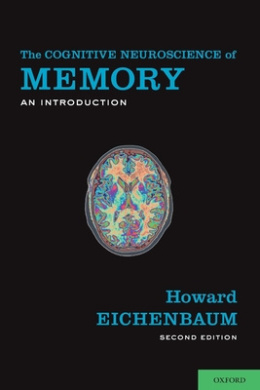 The COGNITIVE NEUROSCIENCE of
MEMORY
AN INTRODUCTION
Howard
EICHENBAUM
SECOND EDITION
OXFORD